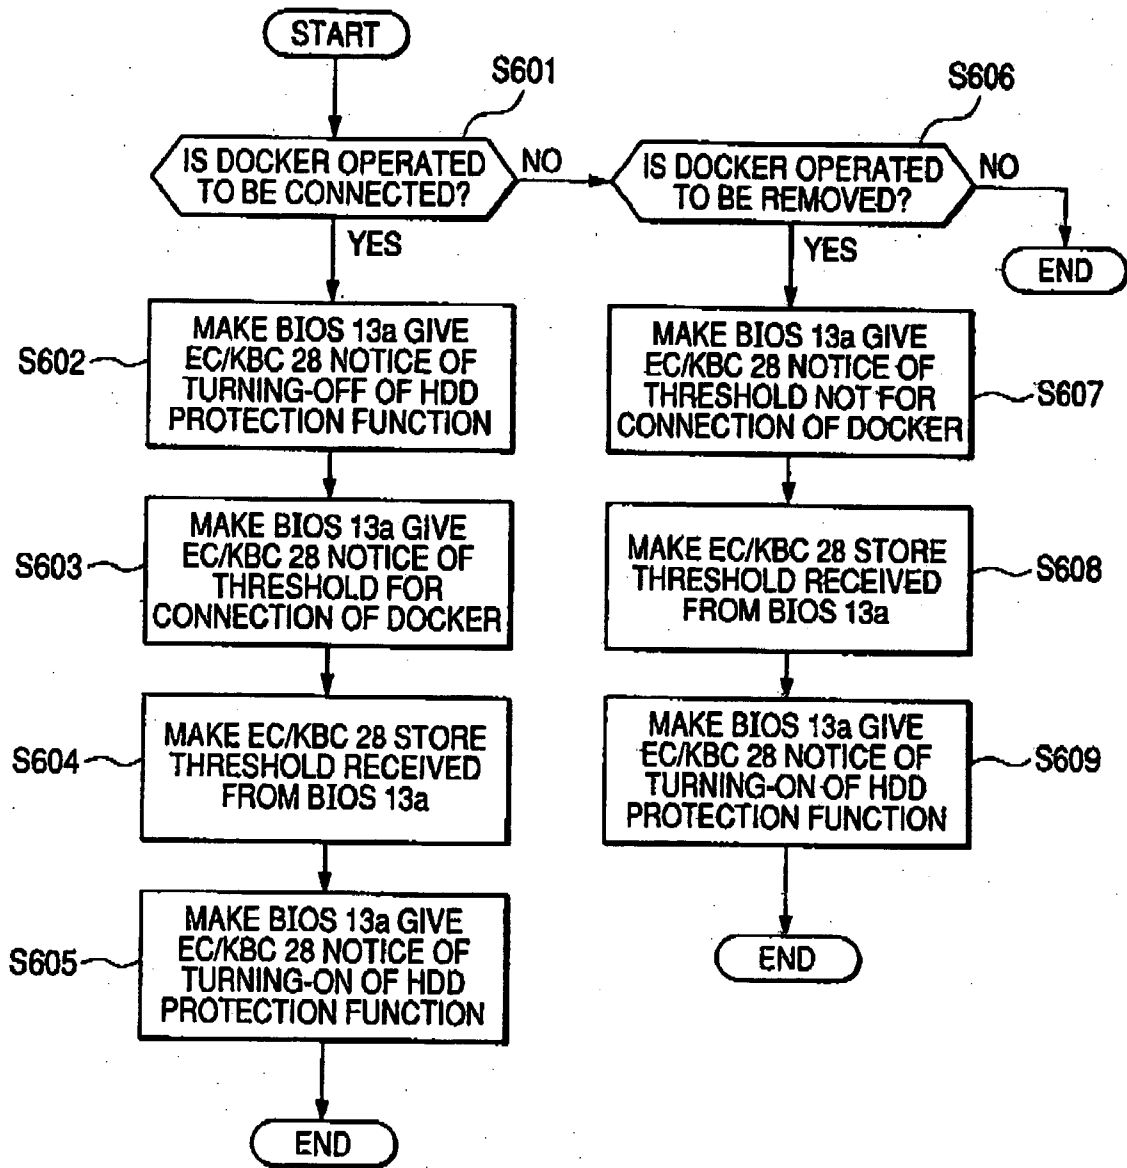 START
S601
IS DOCKER OPERATED
TO BE CONNECTED?
NO
YES
S606
IS DOCKER OPERATED
TO BE REMOVED?
NO
YES
END
S602
MAKE BIOS 13a GIVE
EC/KBC 28 NOTICE OF
TURNING-OFF OF HDD
PROTECTION FUNCTION
S603
MAKE BIOS 13a GIVE
EC/KBC 28 NOTICE OF
THRESHOLD FOR
CONNECTION OF DOCKER
S604
MAKE EC/KBC 28 STORE
THRESHOLD RECEIVED
FROM BIOS 13a
S605
MAKE BIOS 13a GIVE
EC/KBC 28 NOTICE OF
TURNING-ON OF HDD
PROTECTION FUNCTION
END
MAKE BIOS 13a GIVE
EC/KBC 28 NOTICE OF
THRESHOLD NOT FOR
CONNECTION OF DOCKER
S607
MAKE EC/KBC 28 STORE
THRESHOLD RECEIVED
FROM BIOS 13a
S608
MAKE BIOS 13a GIVE
EC/KBC 28 NOTICE OF
TURNING-ON OF HDD
PROTECTION FUNCTION
S609
END